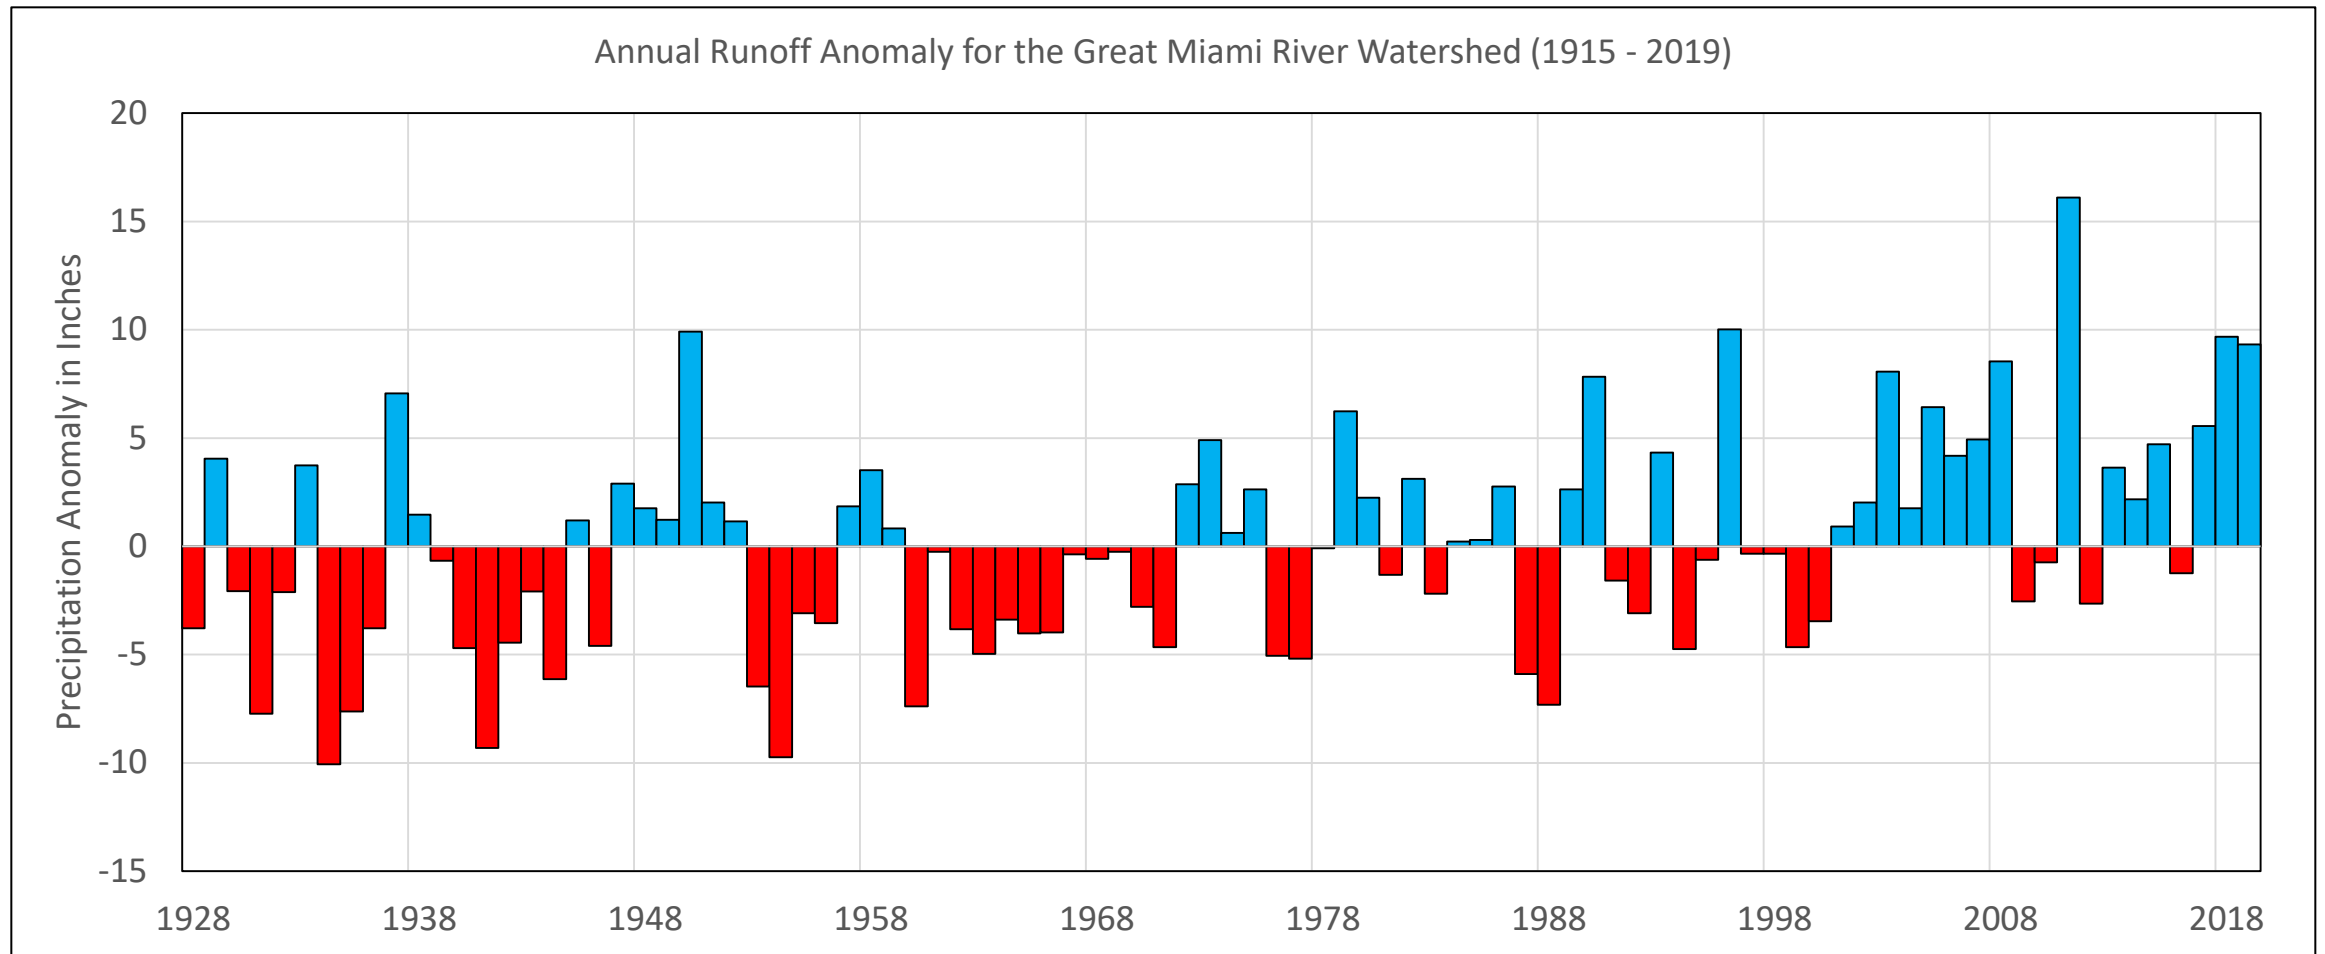 Annual Runoff Anomaly for the Great Miami River Watershed (1915 - 2019)
Precipitation Anomaly in Inches
20
15
10
5
0
-5
-10
-15
1928 1938 1948 1958 1968 1978 1988 1998 2008 2018